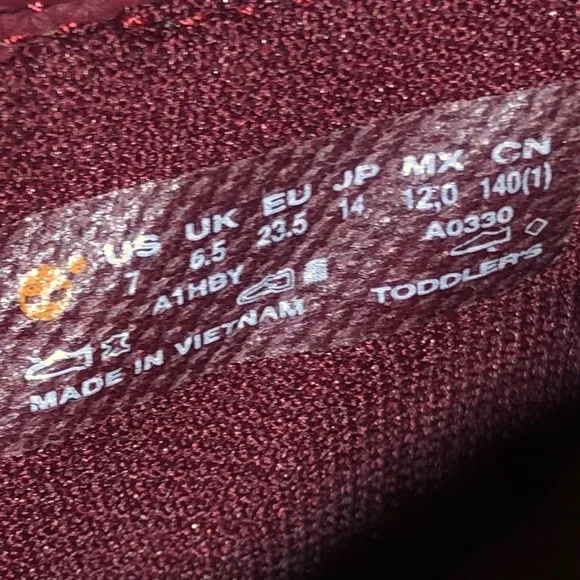 US UK EU JP MX CN
7 6.5 23.5 14 12,0 140(1)
A1HBY A0330
TODDLER'S
MADE IN VIETNAM